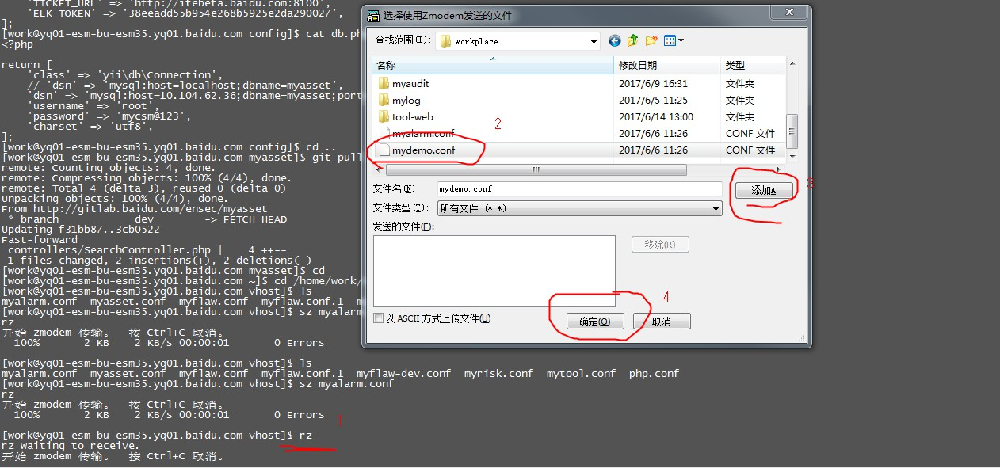 'TICKET_URL' => 'http://itebeta.baidu.com:8100',
'ELK_TOKEN' => '38eeadd55b954e268b5925e2da290027',
];
[work@yq01-esm-bu-esm35.yq01.baidu.com config]$ cat db.ph
<?php
return [
'class' => 'yii\db\Connection',
// 'dsn' => 'mysql:host=localhost;dbname=myasset',
'dsn' => 'mysql:host=10.104.62.36;dbname=myasset;port
'username' => 'root',
'password' => 'mycsm@123',
'charset' => 'utf8',
];
[work@yq01-esm-bu-esm35.yq01.baidu.com config]$ cd ..
[work@yq01-esm-bu-esm35.yq01.baidu.com myasset]$ git pull
remote: Counting objects: 4, done.
remote: Compressing objects: 100% (4/4), done.
remote: Total 4 (delta 3), reused 0 (delta 0)
Unpacking objects: 100% (4/4), done.
From http://gitlab.baidu.com/ensec/myasset
* branch dev -> FETCH_HEAD
Updating f31bb87..3cb0522
Fast-forward
controllers/SearchController.php | 4 ++--
1 files changed, 2 insertions(+), 2 deletions(-)
[work@yq01-esm-bu-esm35.yq01.baidu.com myasset]$ cd
[work@yq01-esm-bu-esm35.yq01.baidu.com ~]$ cd /home/work/
[work@yq01-esm-bu-esm35.yq01.baidu.com vhost]$ ls
myalarm.conf myasset.conf myflaw.conf myflaw.conf.1
[work@yq01-esm-bu-esm35.yq01.baidu.com vhost]$ sz myalarm
rz
开始 zmodem 传输。 按 Ctrl+C 取消。
100% 2 KB 2 KB/s 00:00:01 0 Errors
[work@yq01-esm-bu-esm35.yq01.baidu.com vhost]$ ls
myalarm.conf myasset.conf myflaw.conf myflaw.conf.1 myflaw-dev.conf myrisk.conf mytool.conf php.conf
[work@yq01-esm-bu-esm35.yq01.baidu.com vhost]$ sz myalarm.conf
rz
开始 zmodem 传输。 按 Ctrl+C 取消。
100% 2 KB 2 KB/s 00:00:01 0 Errors
1
[work@yq01-esm-bu-esm35.yq01.baidu.com vhost]$ rz
rz waiting to receive.
开始 zmodem 传输。 按 Ctrl+C 取消。
选择使用Zmodem发送的文件
查找范围(I): workplace
名称 修改日期 类型
myaudit 2017/6/9 16:31 文件夹
mylog 2017/6/5 11:25 文件夹
tool-web 2017/6/14 13:00 文件夹
2
myalarm.conf 2017/6/6 11:26 CONF 文件
mydemo.conf 2017/6/6 11:26 CONF 文件
文件名(N): mydemo.conf 添加A 3
文件类型(T): 所有文件 (*.*)
发送的文件(F):
移除(R)
4
以 ASCII 方式上传文件(U) 确定(O) 取消